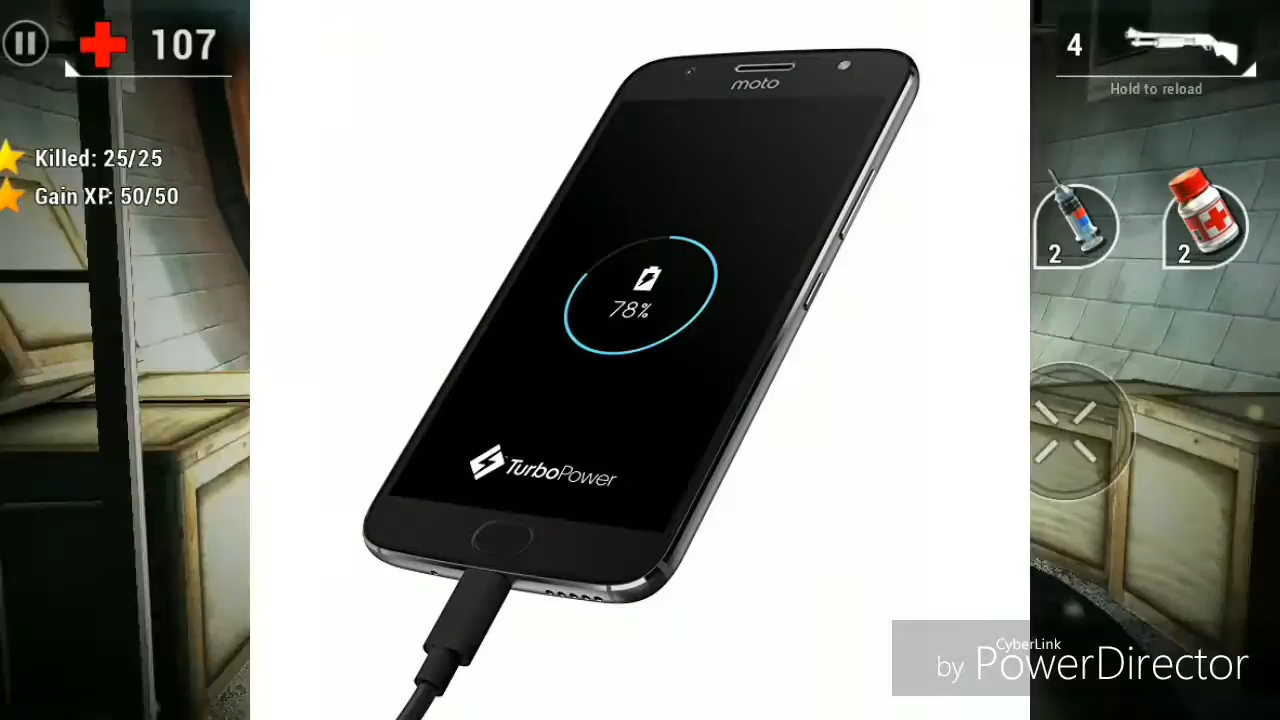 107
4
Hold to reload
Killed: 25/25
Gain XP: 50/50
2
2
moto
78%
TurboPower
CyberLink
by PowerDirector